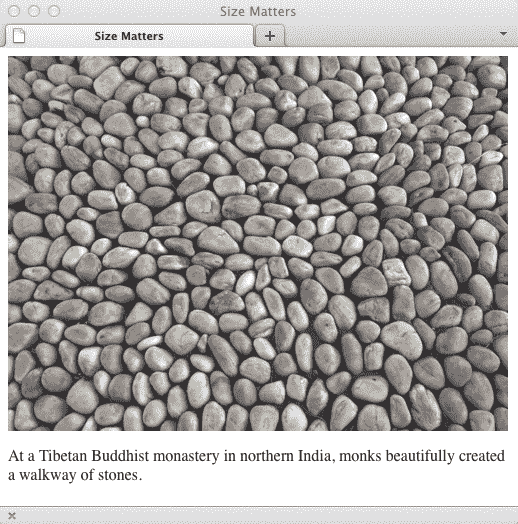 Size Matters
Size Matters
At a Tibetan Buddhist monastery in northern India, monks beautifully created
a walkway of stones.